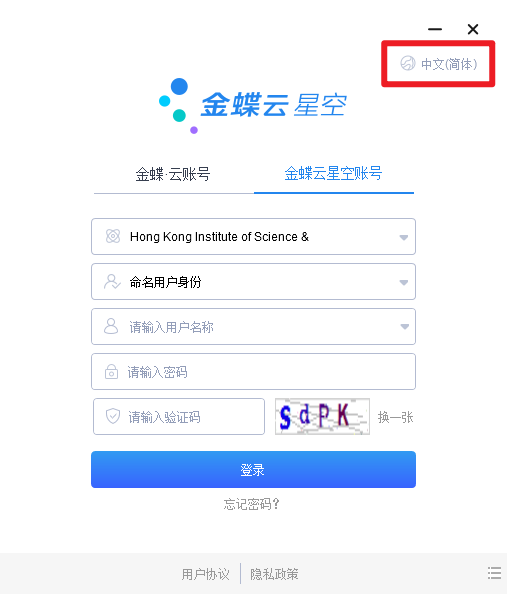 中文(简体)
金蝶云 星空
金蝶·云账号
金蝶云星空账号
Hong Kong Institute of Science &
命名用户身份
请输入用户名称
请输入密码
请输入验证码
SdPK
换一张
登录
忘记密码?
用户协议
隐私政策